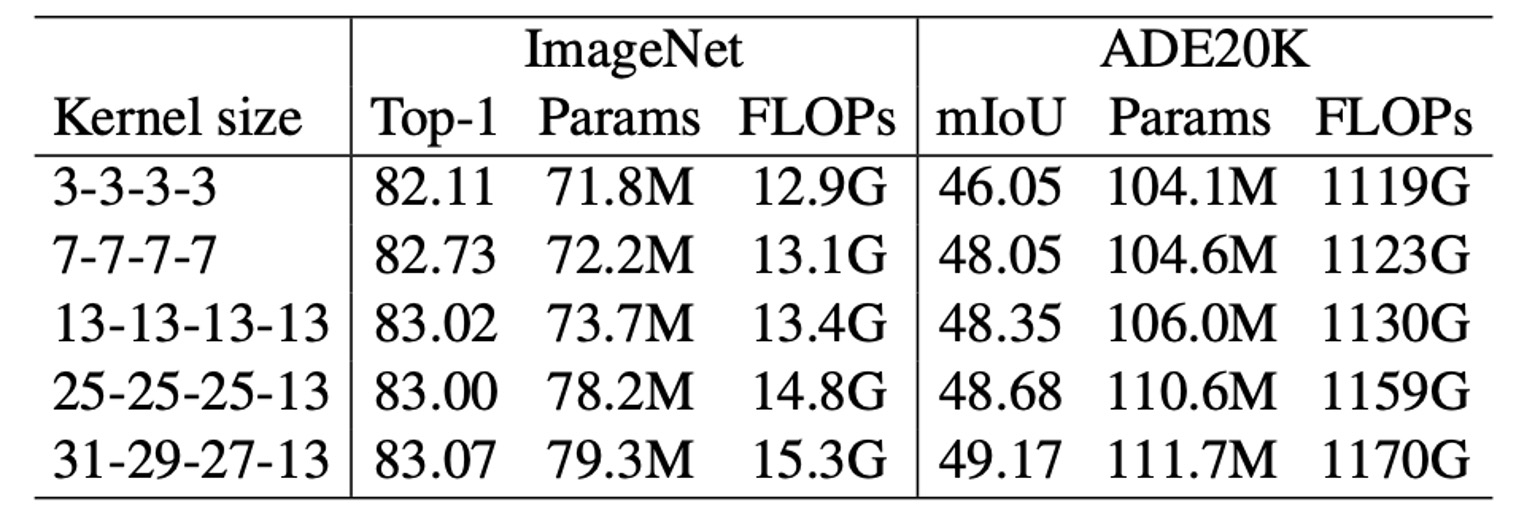 ImageNet ADE20K
Kernel size Top-1 Params FLOPs mIoU Params FLOPs
3-3-3-3 82.11 71.8M 12.9G 46.05 104.1M 1119G
7-7-7-7 82.73 72.2M 13.1G 48.05 104.6M 1123G
13-13-13-13 83.02 73.7M 13.4G 48.35 106.0M 1130G
25-25-25-13 83.00 78.2M 14.8G 48.68 110.6M 1159G
31-29-27-13 83.07 79.3M 15.3G 49.17 111.7M 1170G